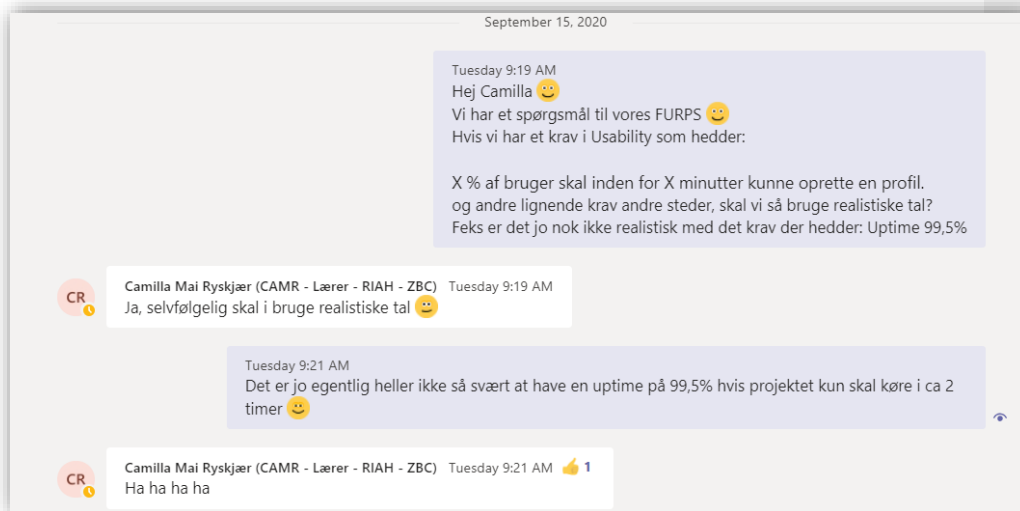 September 15, 2020
Tuesday 9:19 AM
Hej Camilla
Vi har et spørgsmål til vores FURPS
Hvis vi har et krav i Usability som hedder:
X % af bruger skal inden for X minutter kunne oprette en profil.
og andre lignende krav andre steder, skal vi så bruge realistiske tal?
Feks er det jo nok ikke realistisk med det krav der hedder: Uptime 99,5%
CR
Camilla Mai Ryskjær (CAMR - Lærer - RIAH - ZBC) Tuesday 9:19 AM
Ja, selvfølgelig skal i bruge realistiske tal
Tuesday 9:21 AM
Det er jo egentlig heller ikke så svært at have en uptime på 99,5% hvis projektet kun skal køre i ca 2
timer
CR
Camilla Mai Ryskjær (CAMR - Lærer - RIAH - ZBC) Tuesday 9:21 AM 👍 1
Ha ha ha ha